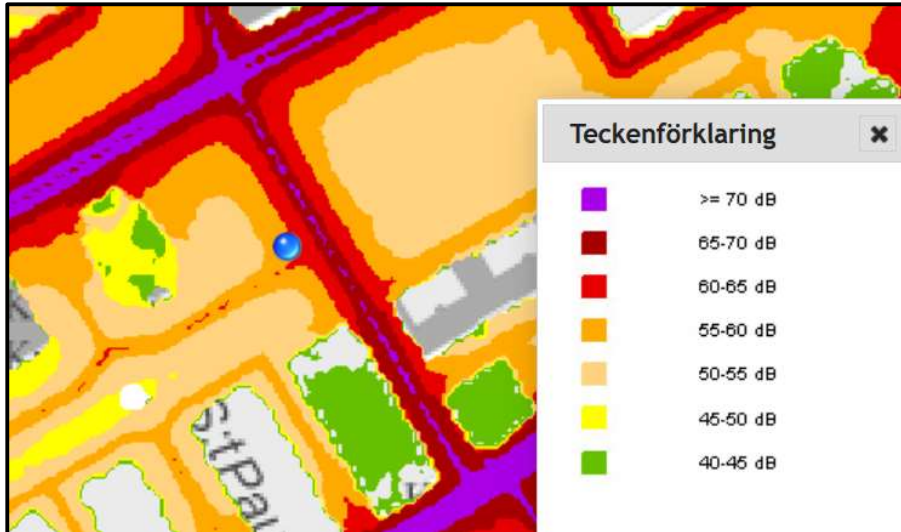 Teckenförklaring
>= 70 dB
65-70 dB
60-65 dB
55-60 dB
50-55 dB
45-50 dB
40-45 dB
S:tPau